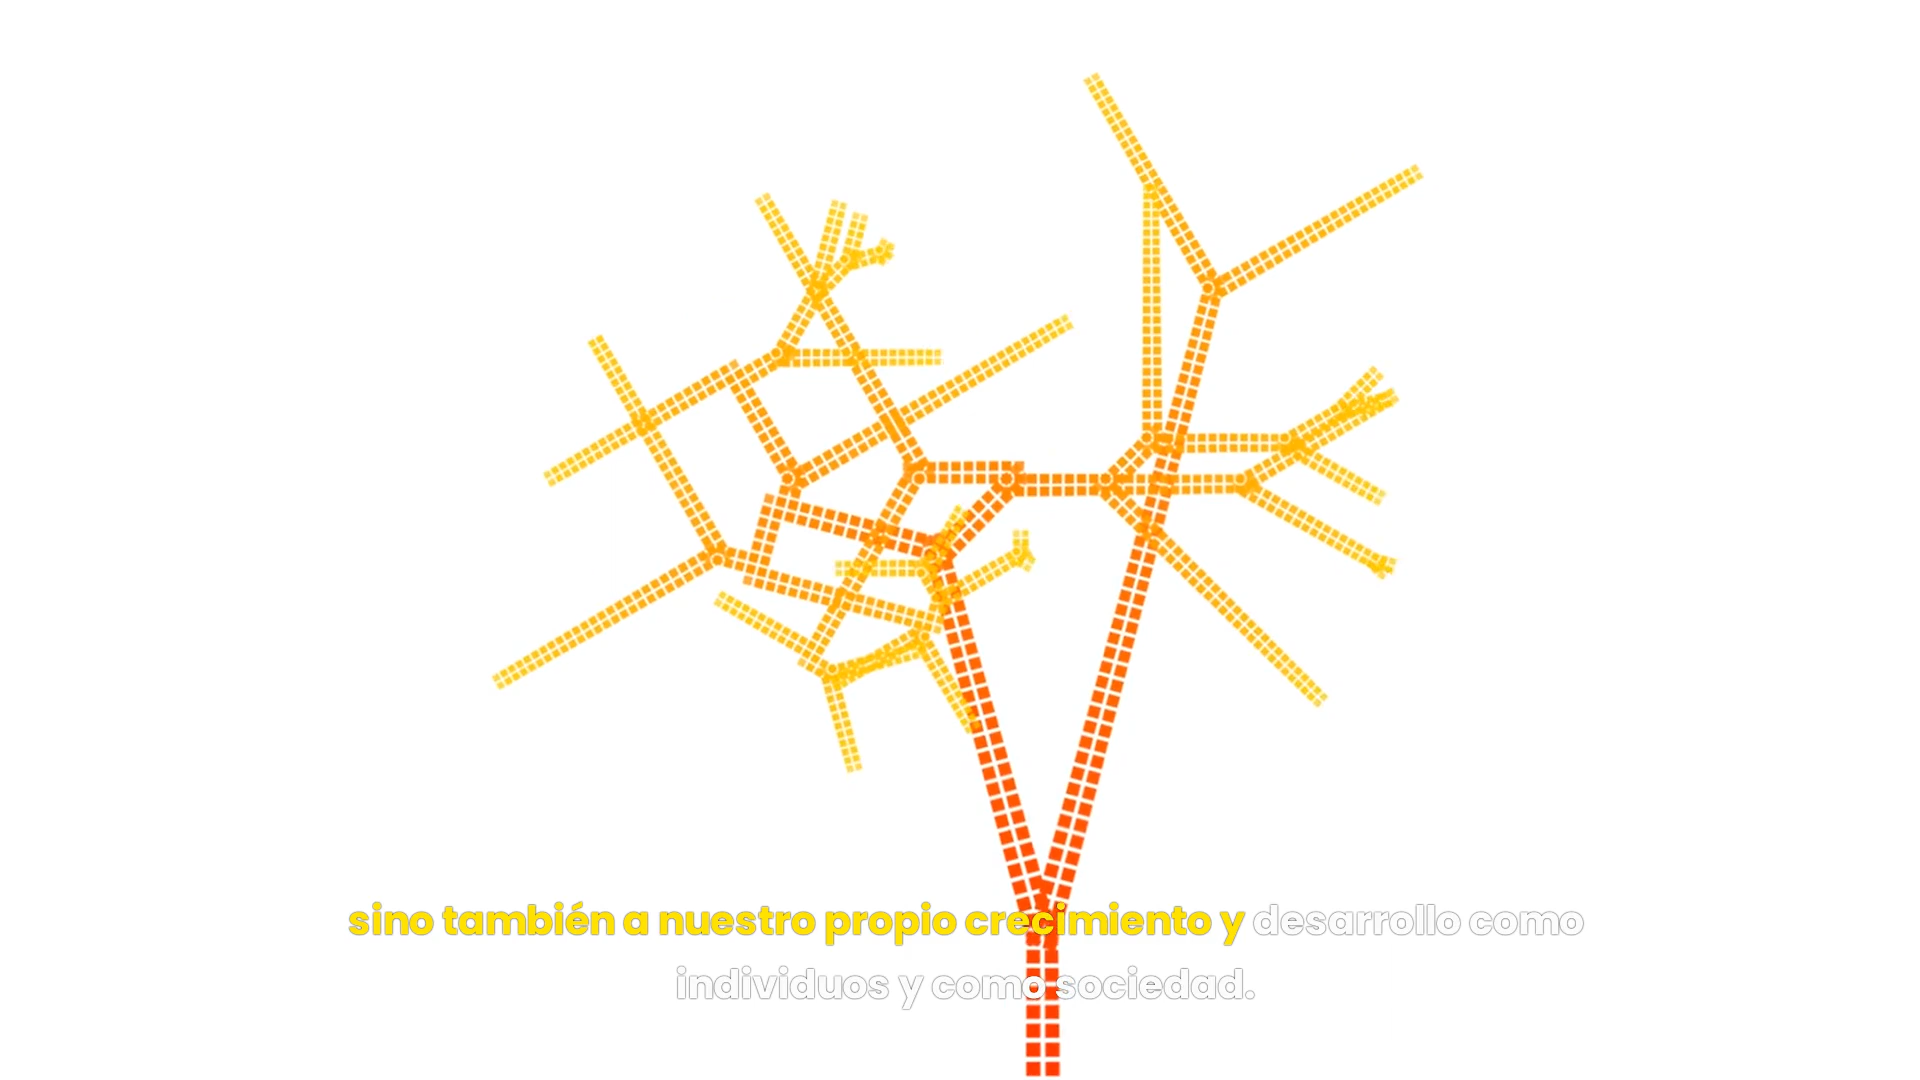 sino también a nuestro propio crecimiento y desarrollo como
individuos y como sociedad.